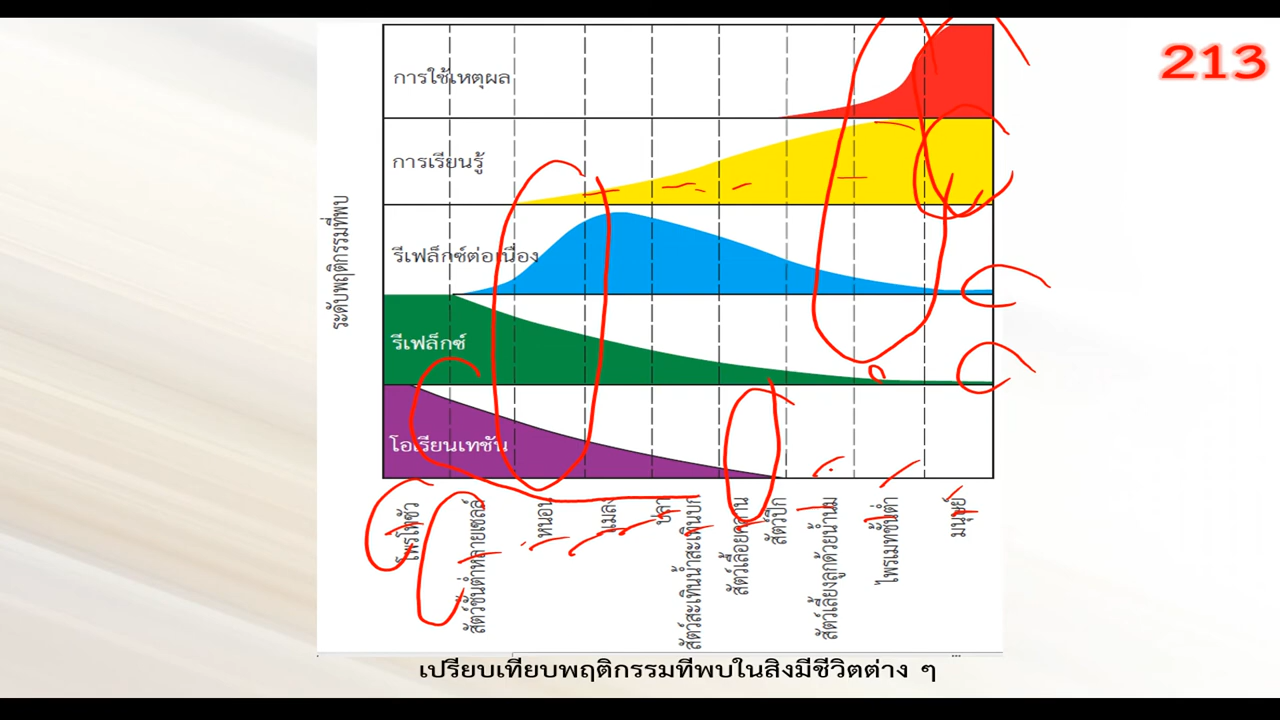 213
การใช้เหตุผล
การเรียนรู้
รีเฟล็กซ์ต่อเนื่อง
รีเฟล็กซ์
โอเรียนเทชัน
ระดับพฤติกรรมที่พบ
โพรโทซัว
สัตว์ชั้นต่ำหลายเซลล์
หนอน
แมลง
ปลา
สัตว์สะเทินน้ำสะเทินบก
สัตว์เลื้อยคลาน
สัตว์ปีก
สัตว์เลี้ยงลูกด้วยน้ำนม
ไพรเมทชั้นต่ำ
มนุษย์
เปรียบเทียบพฤติกรรมที่พบในสิ่งมีชีวิตต่าง ๆ